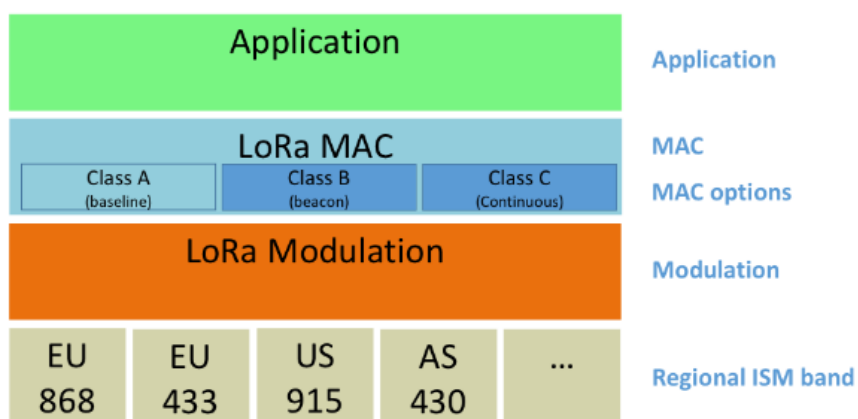 Application
Application
LoRa MAC
MAC
Class A
(baseline)
Class B
(beacon)
Class C
(Continuous)
MAC options
LoRa Modulation
Modulation
EU
868
EU
433
US
915
AS
430
...
Regional ISM band